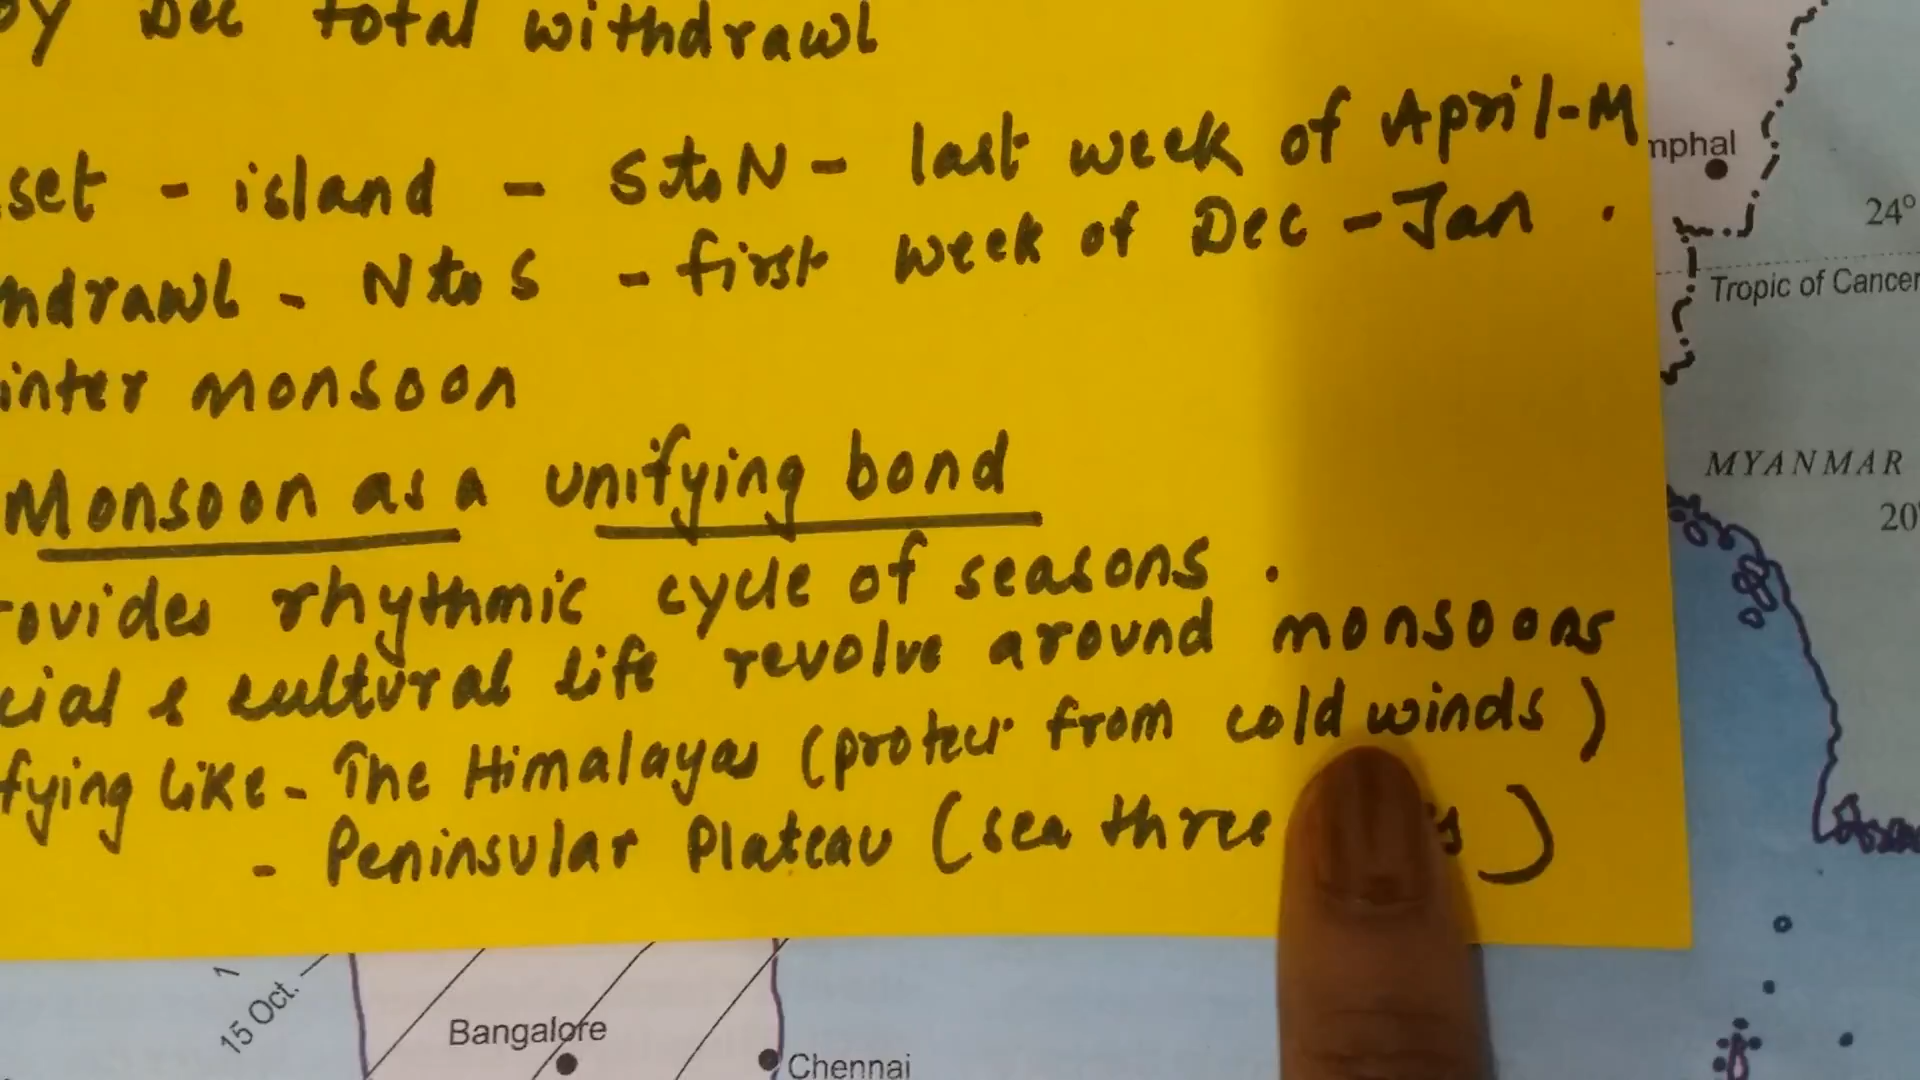 by Dec total withdrawl
set - island - S to N - last week of April-M
ndrawl - N to S - first week of Dec - Jan .
inter monsoon
Monsoon as a unifying bond
rovides rhythmic cycle of seasons .
cial & cultural life revolve around monsoons
fying like - The Himalayas (protect from cold winds)
- Peninsular Plateau (sea three )
mphal
24°
Tropic of Cancer
MYANMAR
20°
1
15 Oct.
Bangalore
Chennai